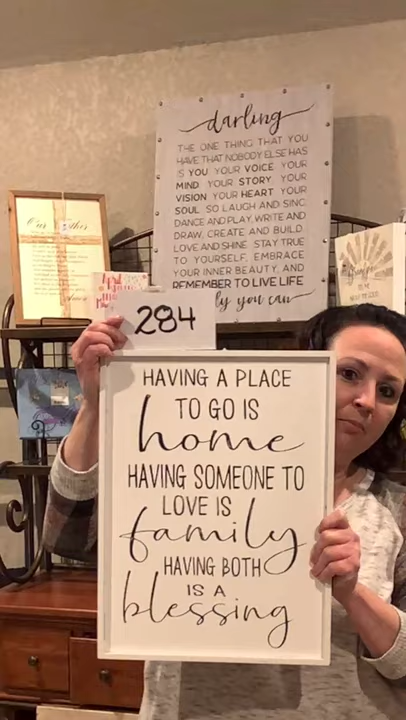 darling
THE ONE THING THAT YOU
HAVE THAT NOBODY ELSE HAS
IS YOU YOUR VOICE YOUR
MIND YOUR STORY YOUR
VISION YOUR HEART YOUR
SOUL SO LAUGH AND SING
DANCE AND PLAY, WRITE AND
DRAW, CREATE AND BUILD
LOVE AND SHINE STAY TRUE
TO YOURSELF, EMBRACE
YOUR INNER BEAUTY, AND
REMEMBER TO LIVE LIFE
ly you can
Our
284
HAVING A PLACE
TO GO IS
home
HAVING SOMEONE TO
LOVE IS
family
HAVING BOTH
IS A
blessing